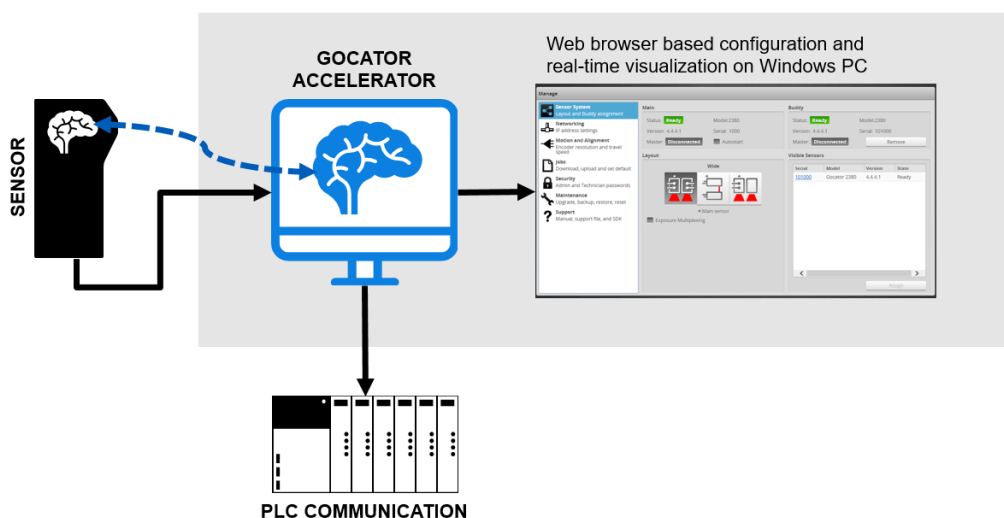 GOCATOR
ACCELERATOR
Web browser based configuration and
real-time visualization on Windows PC
SENSOR
Manage
Sensor System
Layout and Buddy assignment
Networking
IP address settings
Motion and Alignment
Encoder resolution and travel
speed
Jobs
Download, upload and set default
Security
Admin and Technician passwords
Maintenance
Upgrade, backup, restore, reset
Support
Manual, support file, and SDK
Main
Status Ready Model:2380
Version 4.4.4.1 Serial 1000
Master Disconnected Autostart
Layout
Wide
Main sensor
Exposure Multiplexing
Buddy
Status Ready Model:2380
Version 4.4.4.1 Serial 101000
Master Disconnected Remove
Visible Sensors
Serial Model Version State
101000 Gocator 2380 4.4.4.1 Ready
Assign
PLC COMMUNICATION